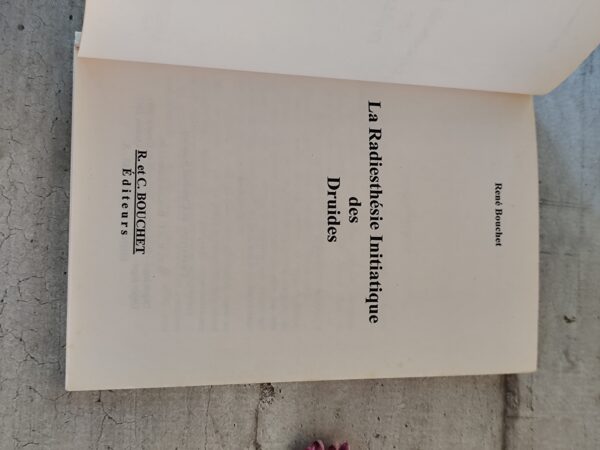 René Bouchet
La Radiesthésie Initiatique
des
Druides
R. et C. BOUCHET
Éditeurs